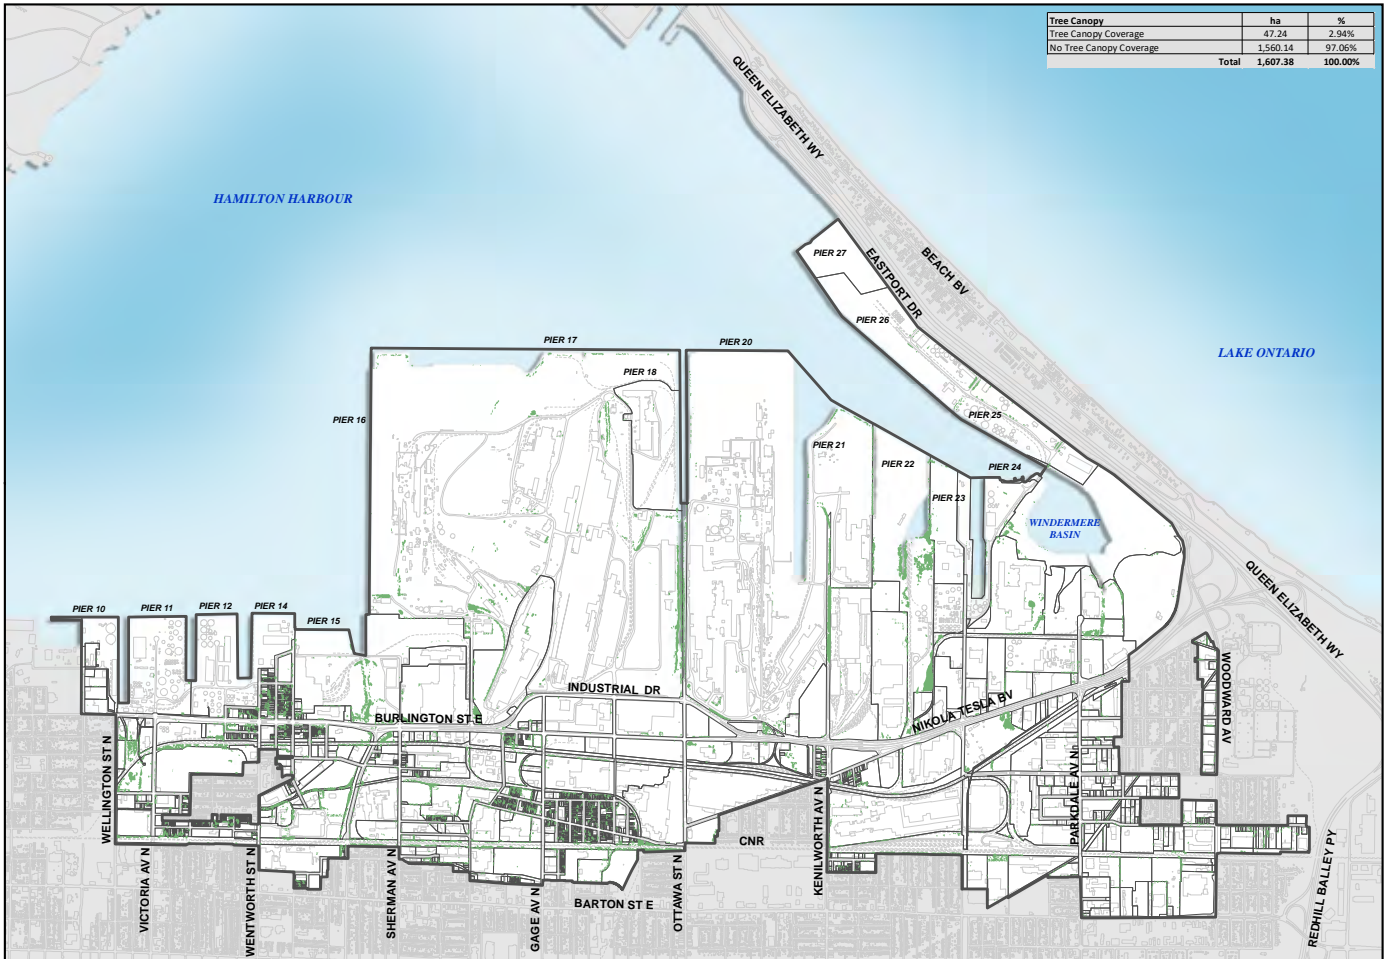 Tree Canopy ha %
Tree Canopy Coverage 47.24 2.94%
No Tree Canopy Coverage 1,560.14 97.06%
Total 1,607.38 100.00%
QUEEN ELIZABETH WY
HAMILTON HARBOUR
BEACH BV
EASTPORT DR
PIER 27
PIER 26
LAKE ONTARIO
PIER 17
PIER 20
PIER 18
PIER 16
PIER 25
PIER 21
PIER 22
PIER 24
PIER 23
WINDERMERE
BASIN
QUEEN ELIZABETH WY
PIER 10
PIER 11
PIER 12
PIER 14
PIER 15
WOODWARD AV
INDUSTRIAL DR
BURLINGTON ST E
NIKOLA TESLA BV
WELLINGTON ST N
PARKDALE AV N
CNR
KENILWORTH AV N
VICTORIA AV N
WENTWORTH ST N
SHERMAN AV N
GAGE AV N
BARTON ST E
OTTAWA ST N
REDHILL BALLEY PY